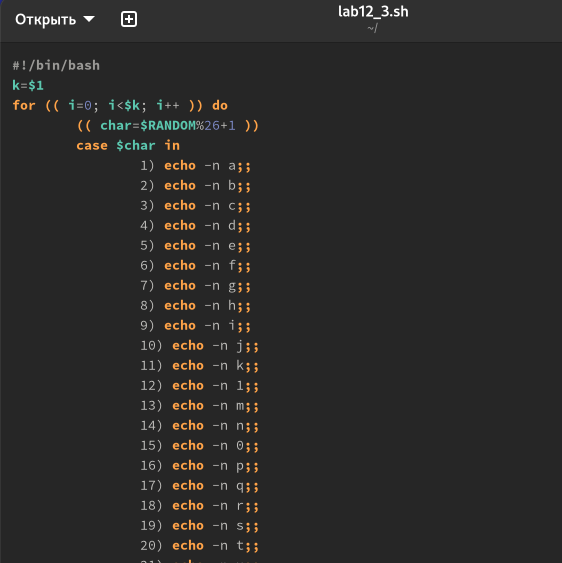 Открыть
lab12_3.sh
~/
#!/bin/bash
k=$1
for (( i=0; i<$k; i++ )) do
(( char=$RANDOM%26+1 ))
case $char in
1) echo -n a;;
2) echo -n b;;
3) echo -n c;;
4) echo -n d;;
5) echo -n e;;
6) echo -n f;;
7) echo -n g;;
8) echo -n h;;
9) echo -n i;;
10) echo -n j;;
11) echo -n k;;
12) echo -n 1;;
13) echo -n m;;
14) echo -n n;;
15) echo -n 0;;
16) echo -n p;;
17) echo -n q;;
18) echo -n r;;
19) echo -n s;;
20) echo -n t;;